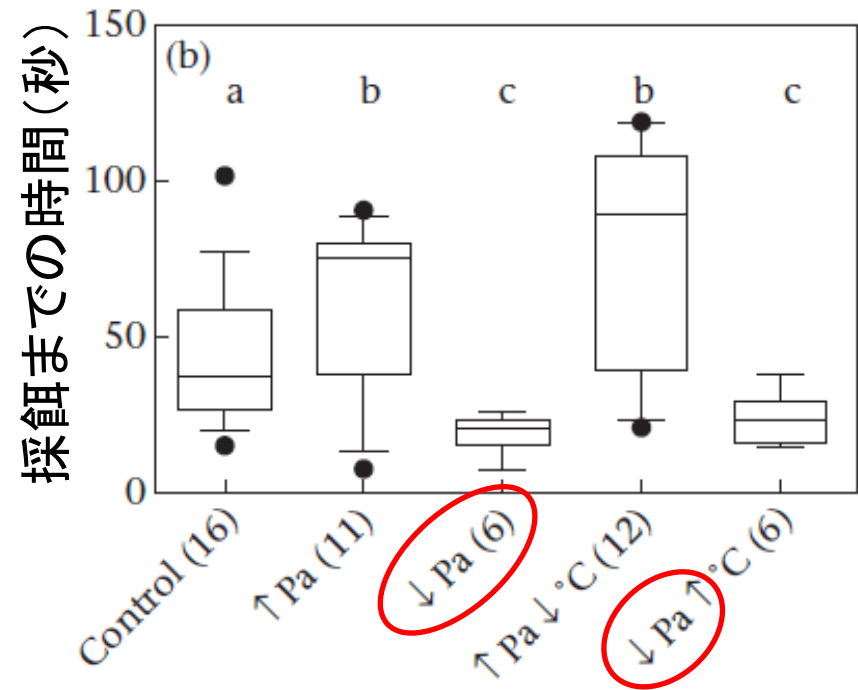 採餌までの時間(秒)
150
100
50
0
(b)
a b c b c
Control (16)
↑Pa (11)
↓Pa (6)
↑Pa↓°C (12)
↓Pa↑°C (6)